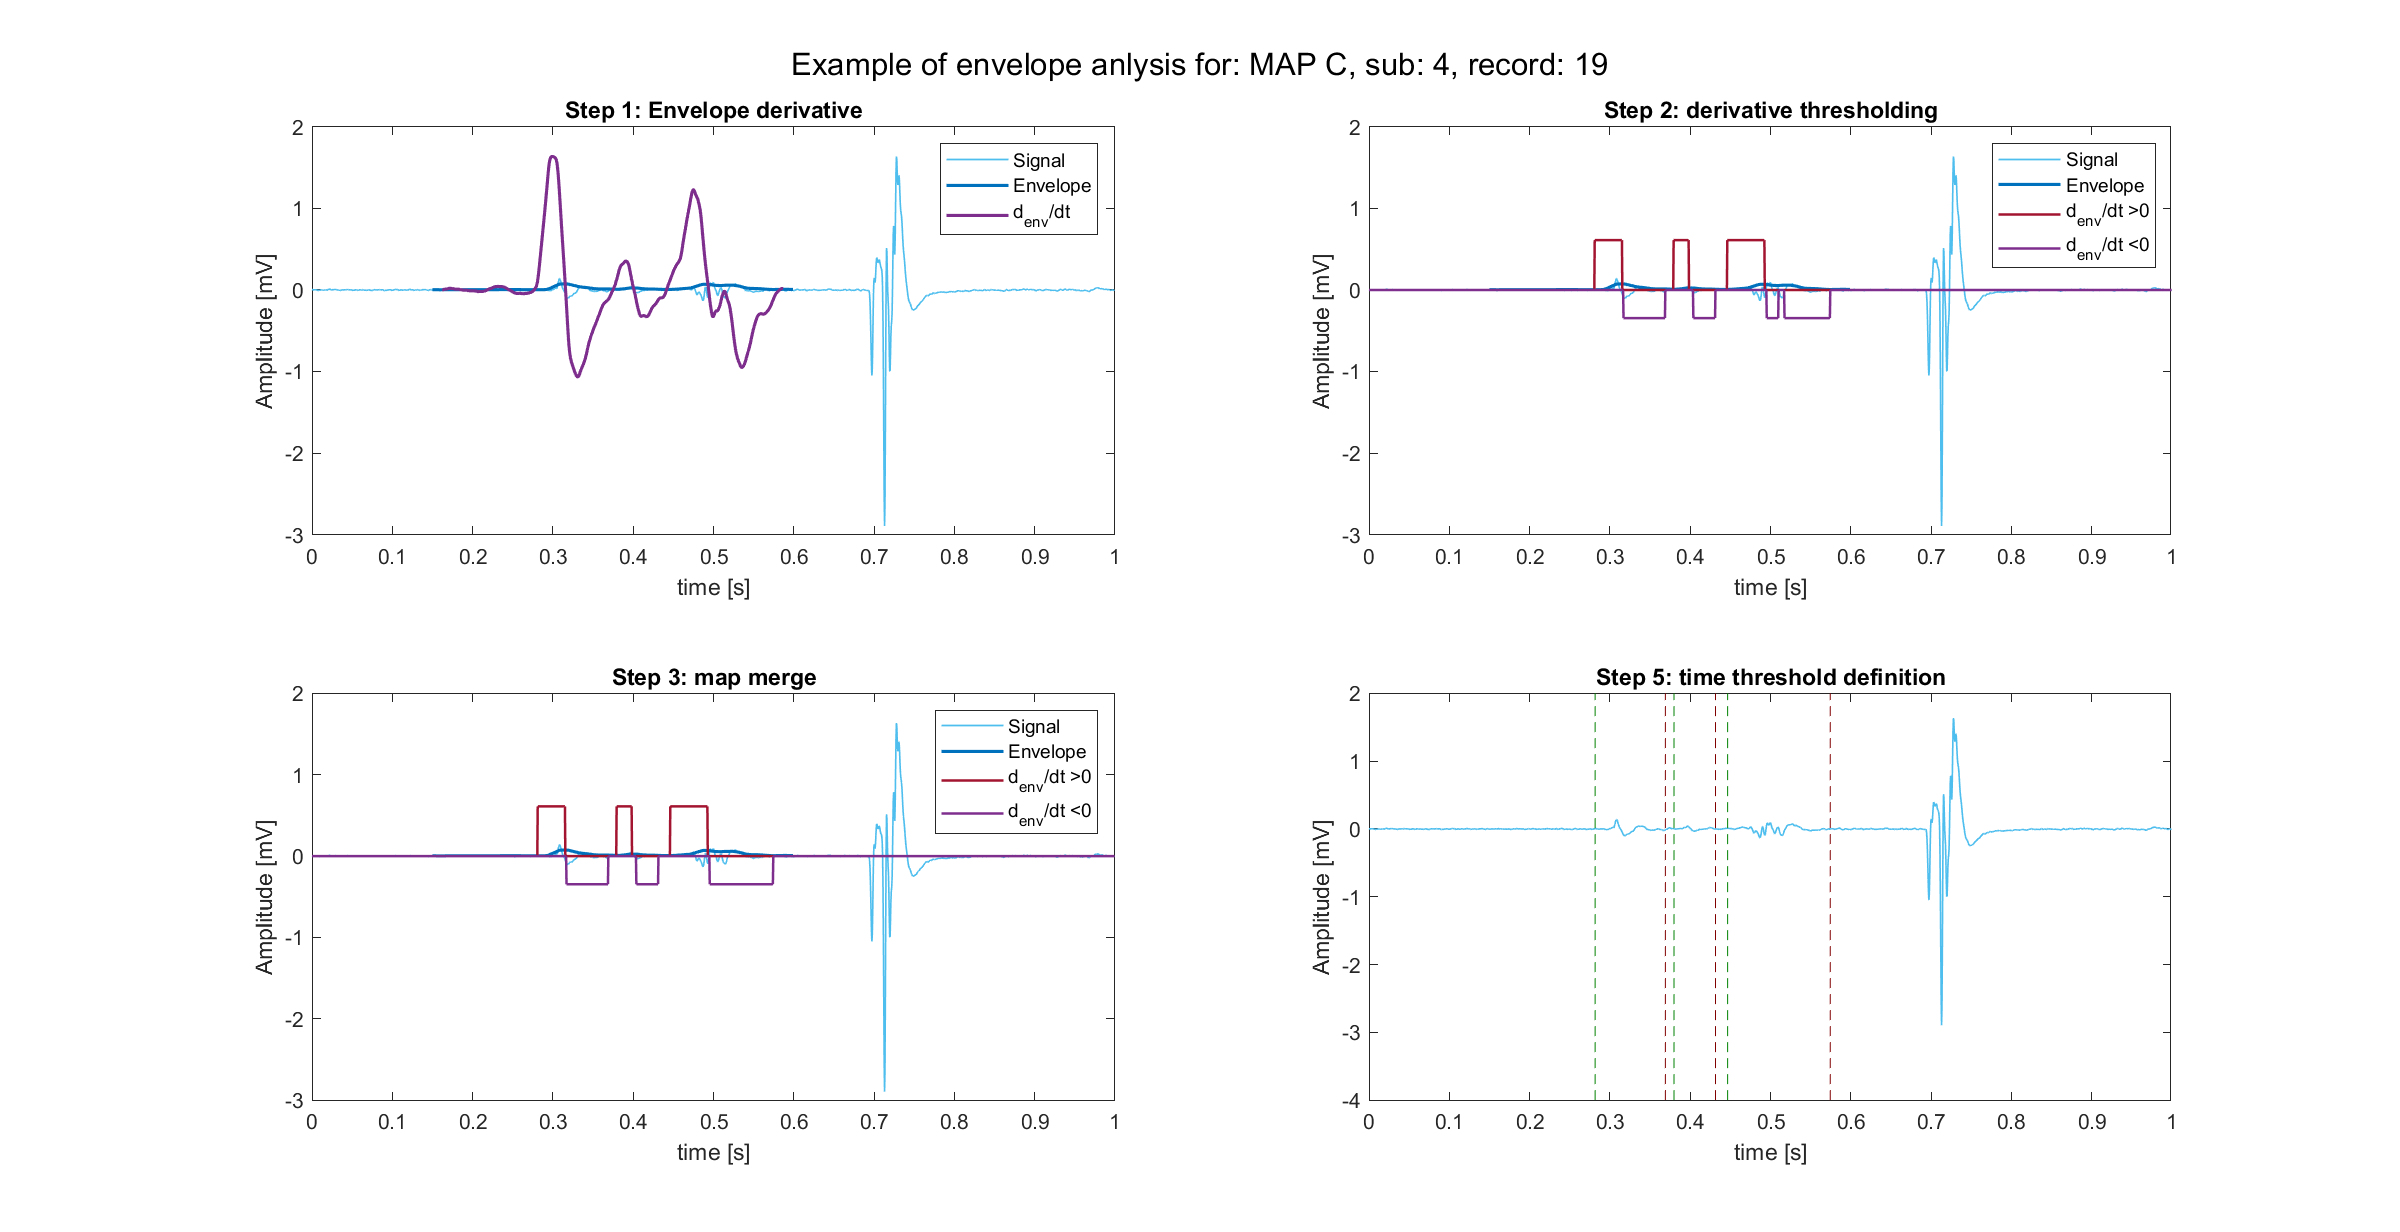 Example of envelope anlysis for: MAP C, sub: 4, record: 19
Step 1: Envelope derivative
Amplitude [mV]
2
1
0
-1
-2
-3
0 0.1 0.2 0.3 0.4 0.5 0.6 0.7 0.8 0.9 1
time [s]
Signal
Envelope
d_env/dt
Step 2: derivative thresholding
Amplitude [mV]
2
1
0
-1
-2
-3
0 0.1 0.2 0.3 0.4 0.5 0.6 0.7 0.8 0.9 1
time [s]
Signal
Envelope
d_env/dt >0
d_env/dt <0
Step 3: map merge
Amplitude [mV]
2
1
0
-1
-2
-3
0 0.1 0.2 0.3 0.4 0.5 0.6 0.7 0.8 0.9 1
time [s]
Signal
Envelope
d_env/dt >0
d_env/dt <0
Step 5: time threshold definition
Amplitude [mV]
2
1
0
-1
-2
-3
-4
0 0.1 0.2 0.3 0.4 0.5 0.6 0.7 0.8 0.9 1
time [s]